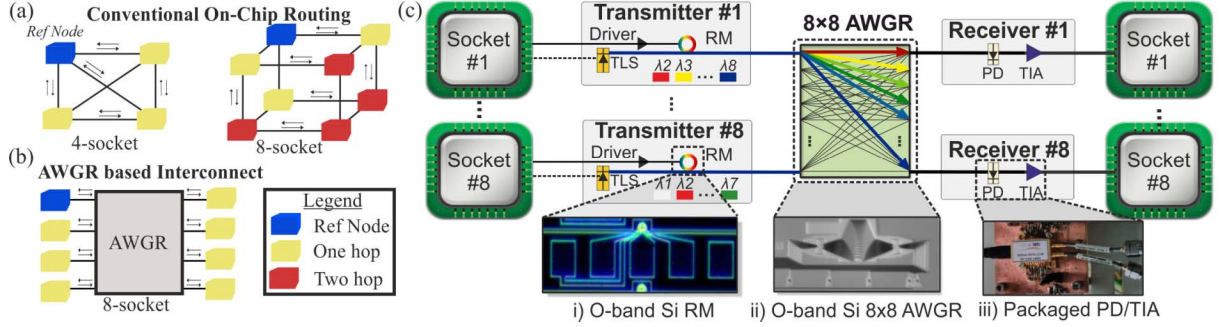 (a)
Conventional On-Chip Routing
Ref Node
4-socket
8-socket
(b)
AWGR based Interconnect
AWGR
8-socket
Legend
Ref Node
One hop
Two hop
(c)
Socket
#1
Transmitter #1
Driver
RM
TLS
λ2 λ3 ••• λ8
8×8 AWGR
Receiver #1
PD TIA
Socket
#1
Socket
#8
Transmitter #8
Driver
RM
TLS
λ1 λ2 ••• λ7
Receiver #8
PD TIA
Socket
#8
i) O-band Si RM
ii) O-band Si 8x8 AWGR
iii) Packaged PD/TIA